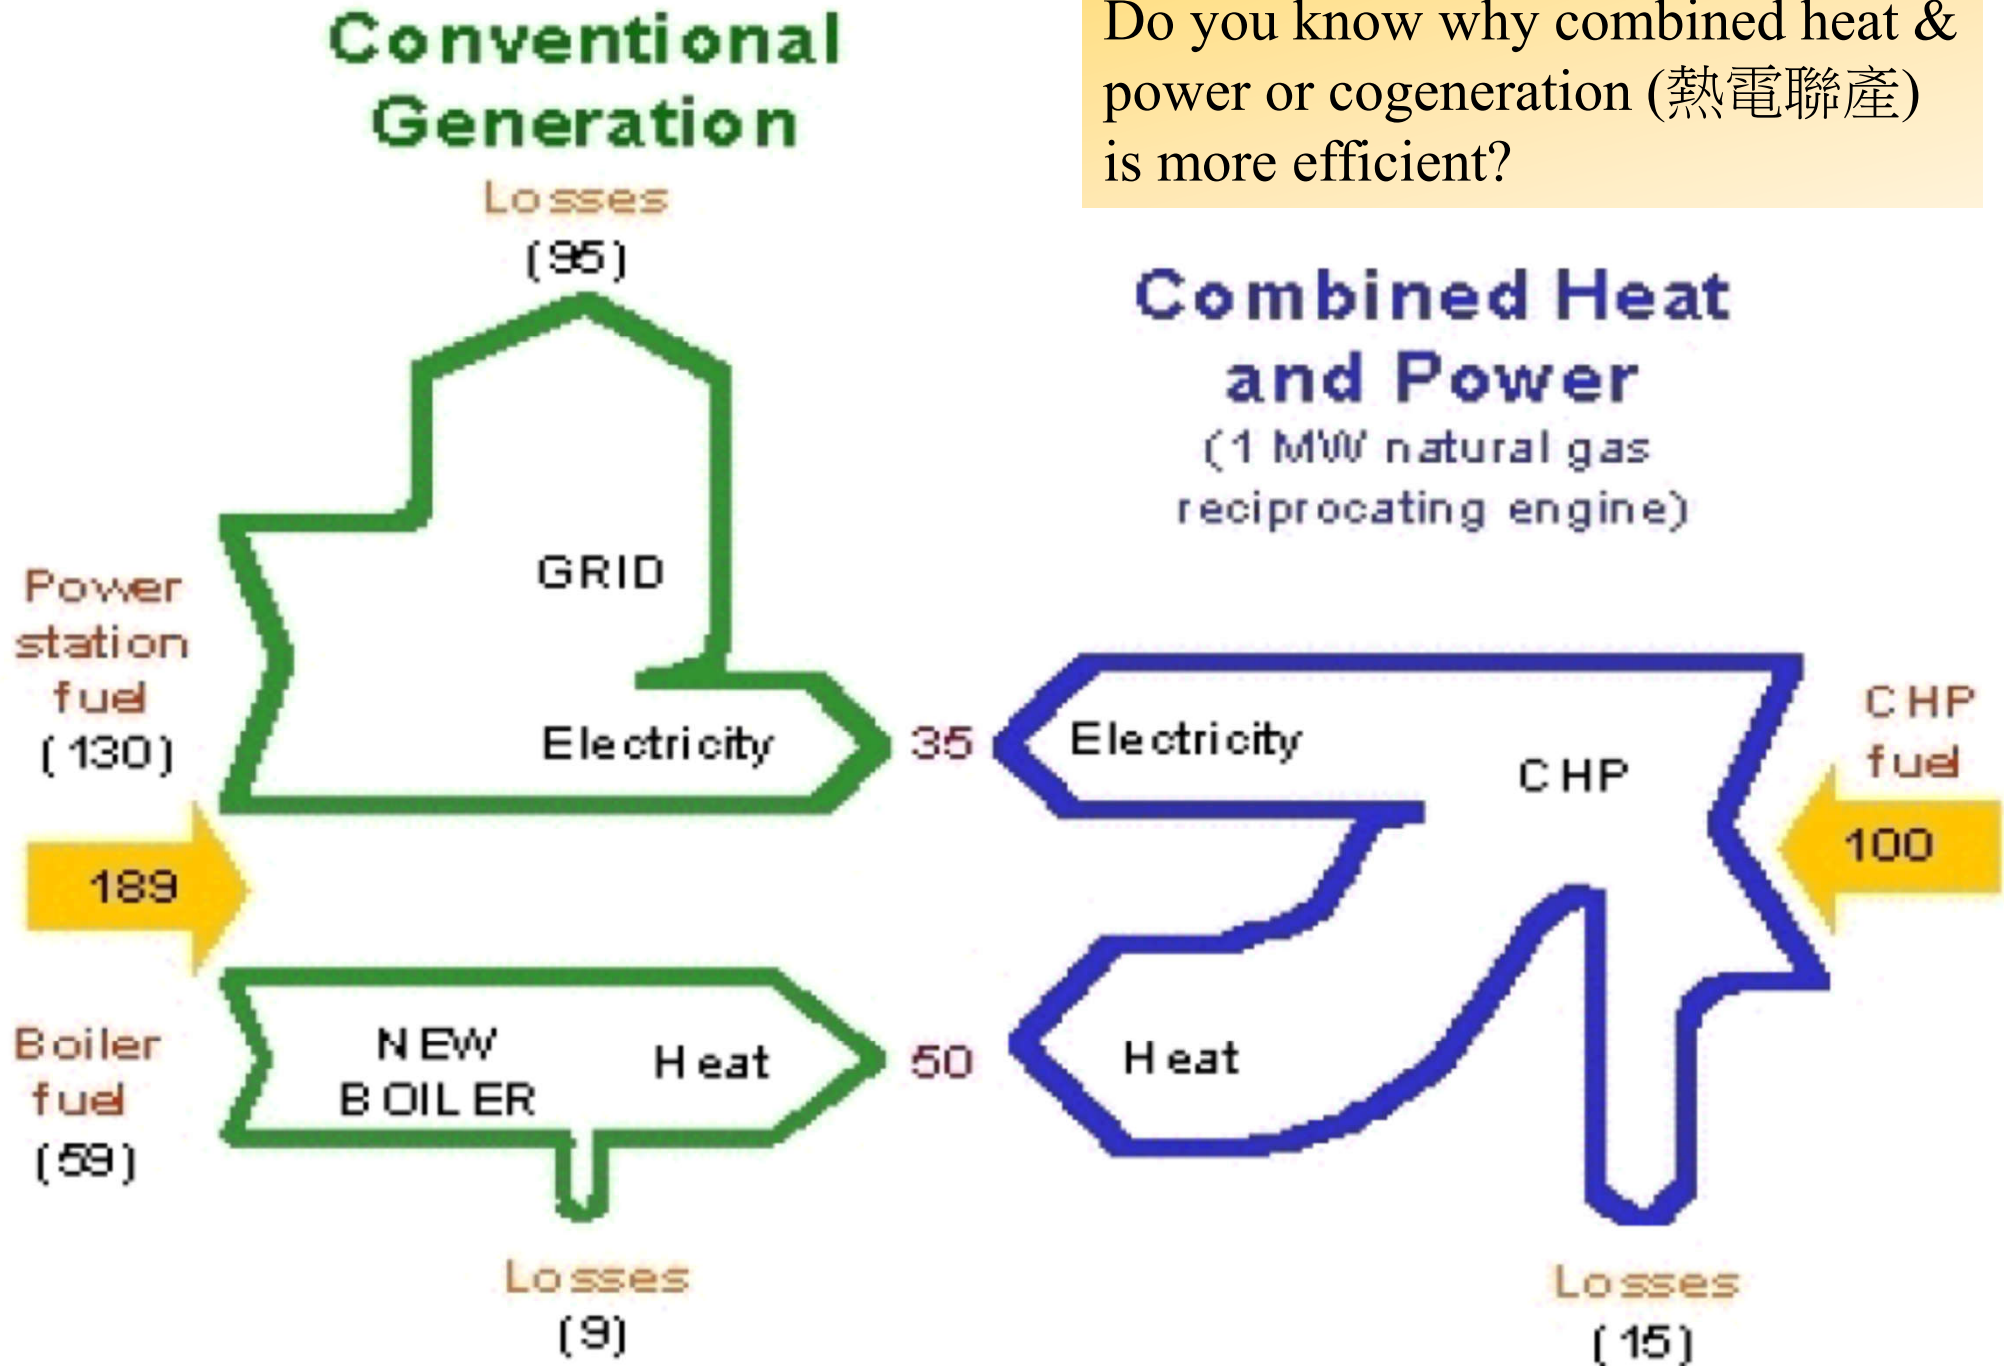 Conventional
Generation
Losses
(95)
Do you know why combined heat &
power or cogeneration (熱電聯產)
is more efficient?
Combined Heat
and Power
(1 MW natural gas
reciprocating engine)
GRID
Power
station
fuel
(130)
Electricity
35
Electricity
CHP
CHP
fuel
189
100
Boiler
fuel
(59)
NEW
BOILER
Heat
50
Heat
Losses
(9)
Losses
(15)